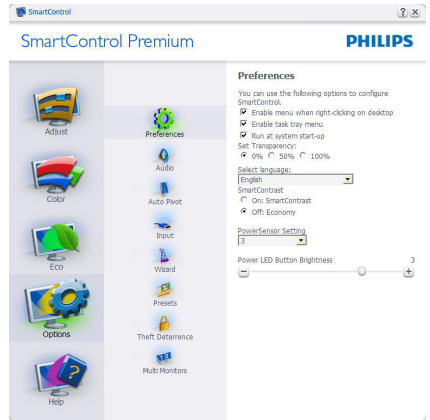 SmartControl
? ×
SmartControl Premium
PHILIPS
Adjust
Color
Eco
Options
Help
Preferences
Audio
Auto Pivot
Input
Wizard
Presets
Theft Deterrence
Multi Monitors
Preferences
You can use the following options to configure
SmartControl.
Enable menu when right-clicking on desktop
Enable task tray menu
Run at system start-up
Set Transparency:
0% 50% 100%
Select language:
English
SmartContrast
On: SmartContrast
Off: Economy
PowerSensor Setting
3
Power LED Button Brightness 3